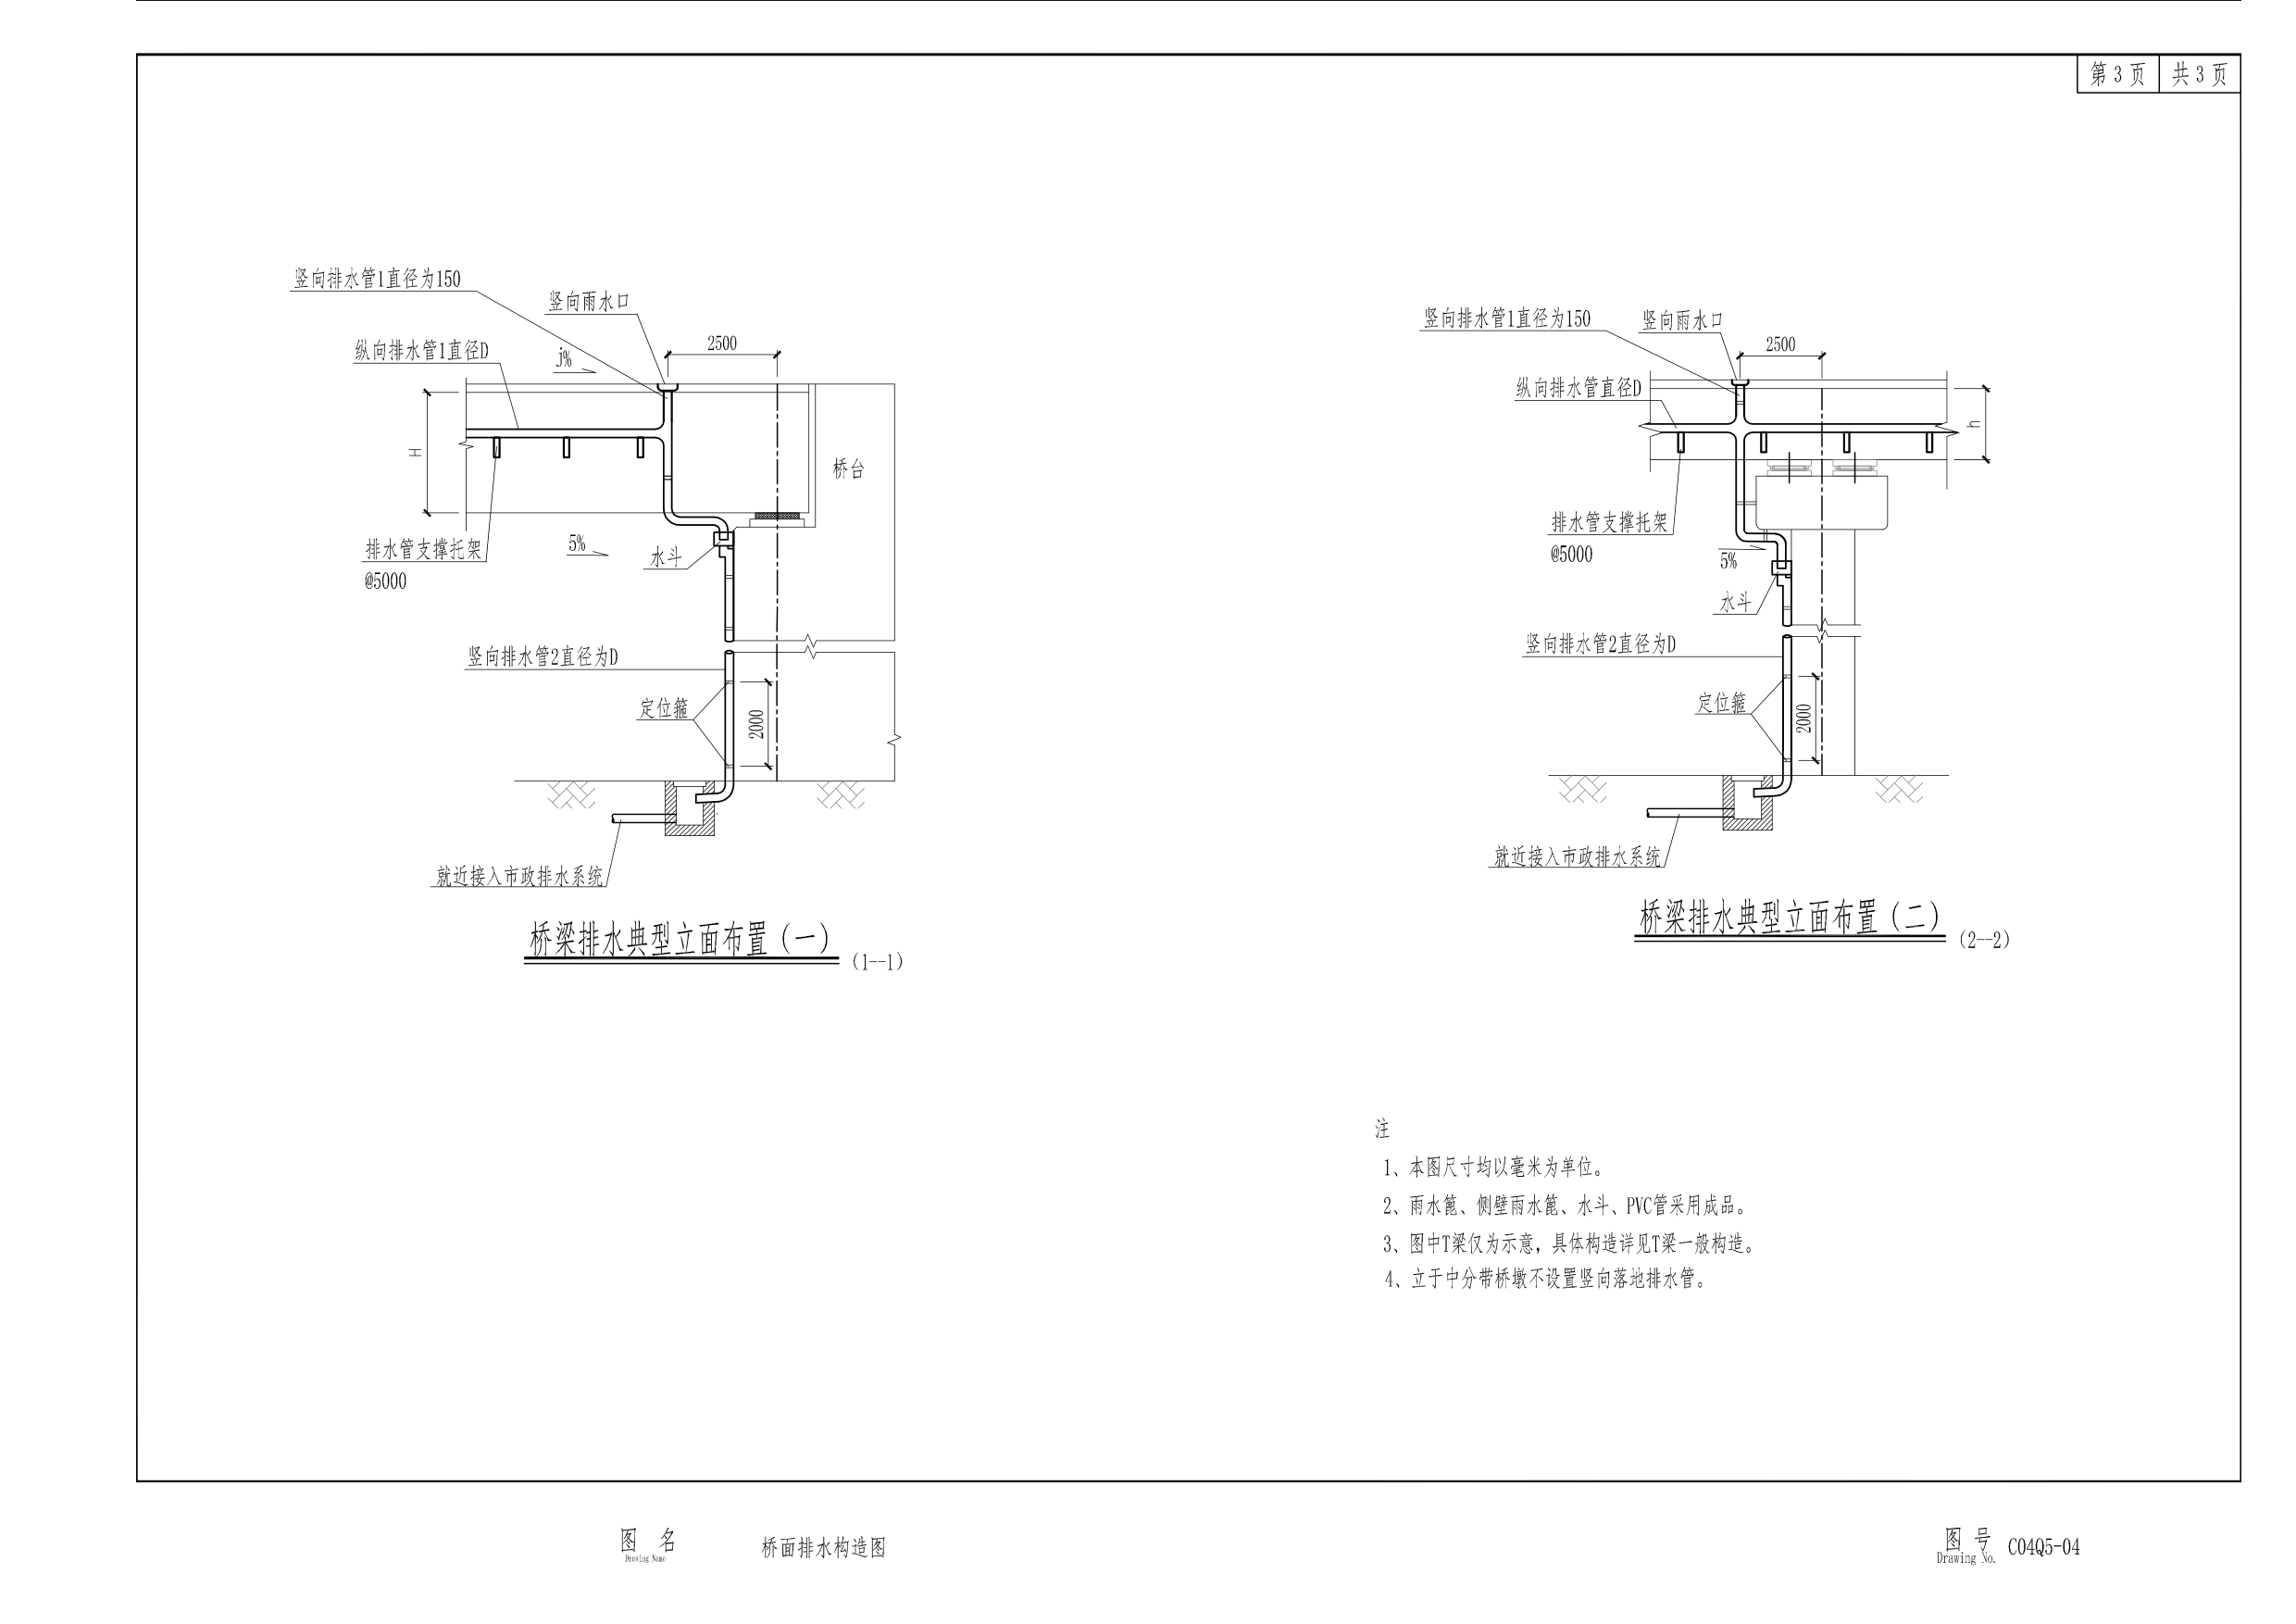 第 3 页 共 3 页
竖向排水管1直径为150
竖向雨水口
2500
纵向排水管1直径D
j%
H
桥台
排水管支撑托架
@5000
5%
水斗
竖向排水管2直径为D
定位箍
2000
就近接入市政排水系统
桥梁排水典型立面布置（一）
（1--1）
竖向排水管1直径为150
竖向雨水口
2500
纵向排水管直径D
h
排水管支撑托架
@5000
5%
水斗
竖向排水管2直径为D
定位箍
2000
就近接入市政排水系统
桥梁排水典型立面布置（二）
（2--2）
注
1、本图尺寸均以毫米为单位。
2、雨水篦、侧壁雨水篦、水斗、PVC管采用成品。
3、图中T梁仅为示意，具体构造详见T梁一般构造。
4、立于中分带桥墩不设置竖向落地排水管。
图 名
Drawing Name
桥面排水构造图
图 号
Drawing No.
C04Q5-04